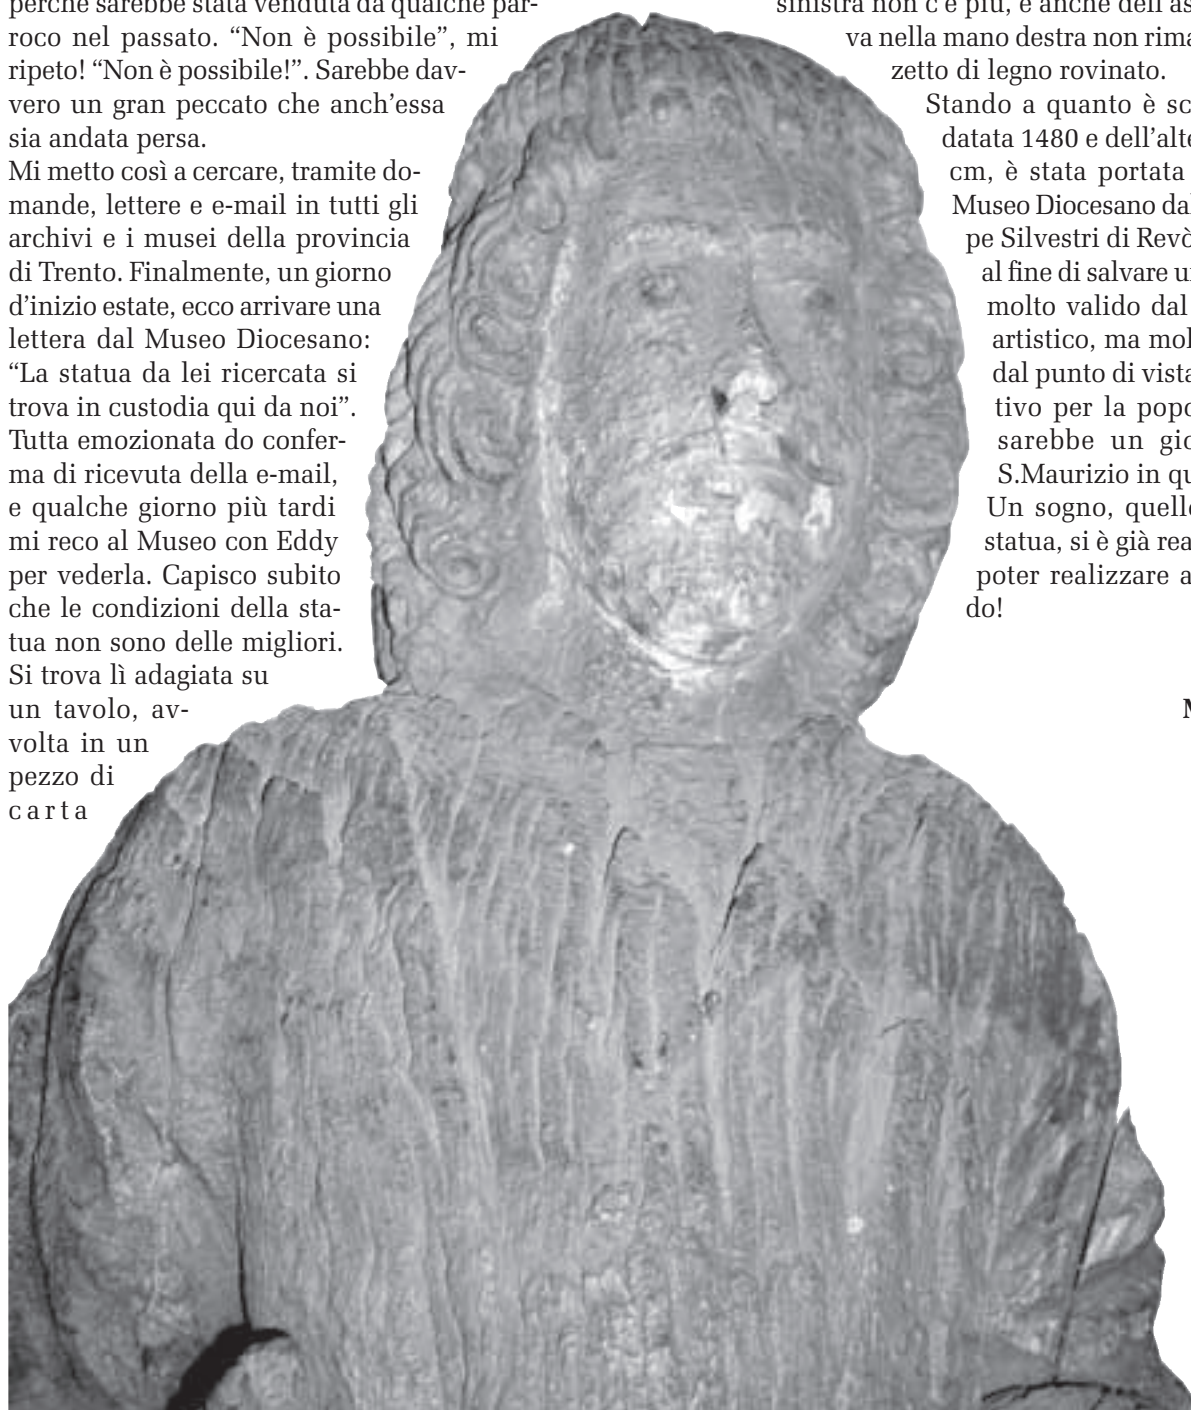 perché sarebbe stata venduta da qualche par-
roco nel passato. “Non è possibile”, mi
ripeto! “Non è possibile!”. Sarebbe dav-
vero un gran peccato che anch’essa
sia andata persa.
Mi metto così a cercare, tramite do-
mande, lettere e e-mail in tutti gli
archivi e i musei della provincia
di Trento. Finalmente, un giorno
d’inizio estate, ecco arrivare una
lettera dal Museo Diocesano:
“La statua da lei ricercata si
trova in custodia qui da noi”.
Tutta emozionata do confer-
ma di ricevuta della e-mail,
e qualche giorno più tardi
mi reco al Museo con Eddy
per vederla. Capisco subito
che le condizioni della sta-
tua non sono delle migliori.
Si trova lì adagiata su
un tavolo, av-
volta in un
pezzo di
carta
sinistra non c’è più, e anche dell’as
va nella mano destra non rima
zetto di legno rovinato.
Stando a quanto è sc
datata 1480 e dell’alte
cm, è stata portata
Museo Diocesano dal
pe Silvestri di Revò
al fine di salvare u
molto valido dal
artistico, ma mol
dal punto di vista
tivo per la popo
sarebbe un gio
S.Maurizio in qu
Un sogno, quello
statua, si è già rea
poter realizzare a
do!